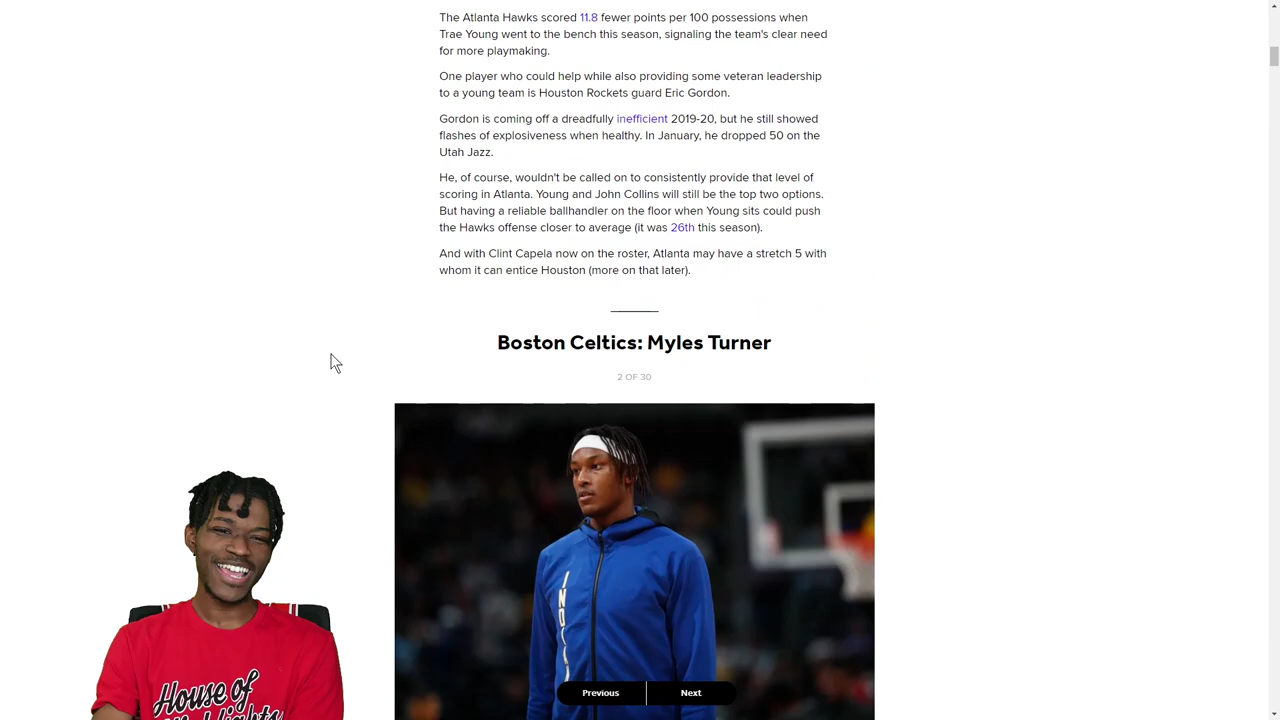 The Atlanta Hawks scored 11.8 fewer points per 100 possessions when
Trae Young went to the bench this season, signaling the team's clear need
for more playmaking.
One player who could help while also providing some veteran leadership
to a young team is Houston Rockets guard Eric Gordon.
Gordon is coming off a dreadfully inefficient 2019-20, but he still showed
flashes of explosiveness when healthy. In January, he dropped 50 on the
Utah Jazz.
He, of course, wouldn't be called on to consistently provide that level of
scoring in Atlanta. Young and John Collins will still be the top two options.
But having a reliable ballhandler on the floor when Young sits could push
the Hawks offense closer to average (it was 26th this season).
And with Clint Capela now on the roster, Atlanta may have a stretch 5 with
whom it can entice Houston (more on that later).
Boston Celtics: Myles Turner
2 OF 30
INDI
House of
Highlights
Previous
Next